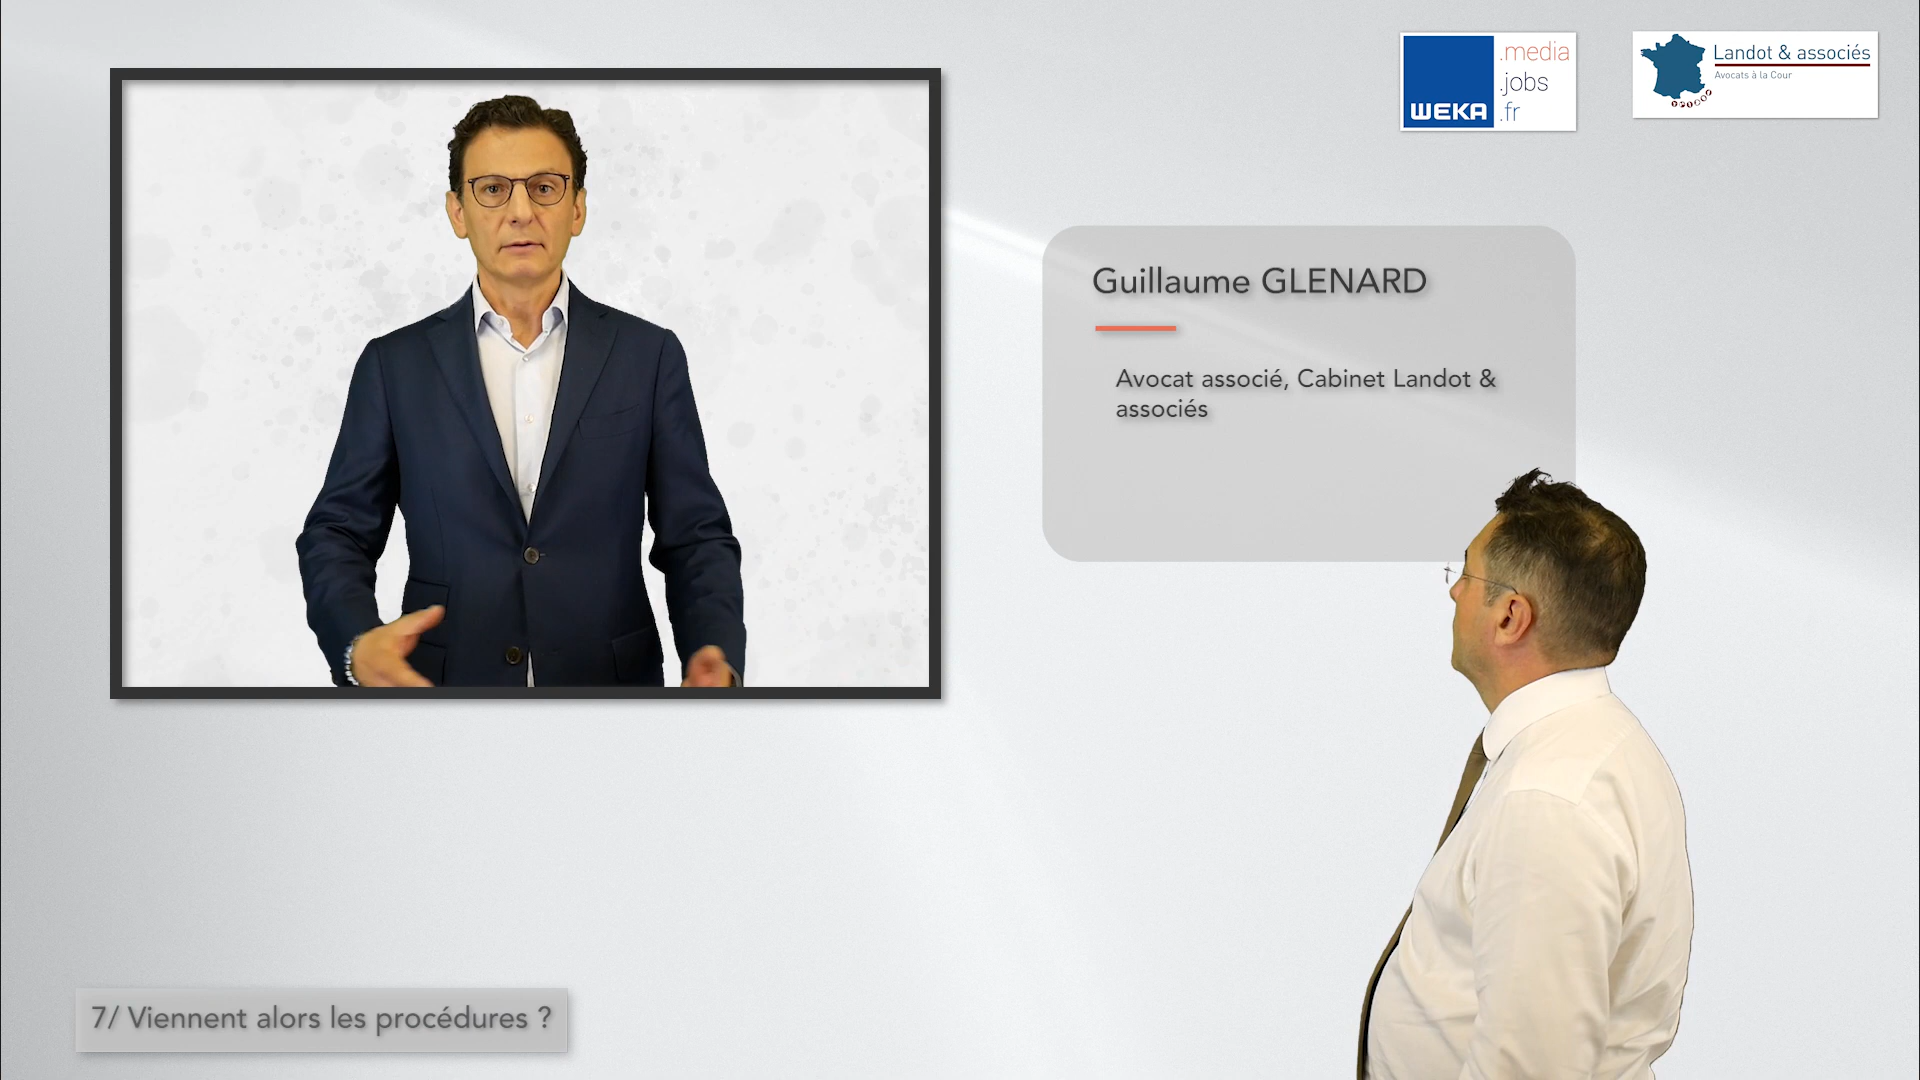 .media
.jobs
WEKA .fr
Landot & associés
Avocats à la Cour
Guillaume GLENARD
Avocat associé, Cabinet Landot &
associés
7/ Viennent alors les procédures ?